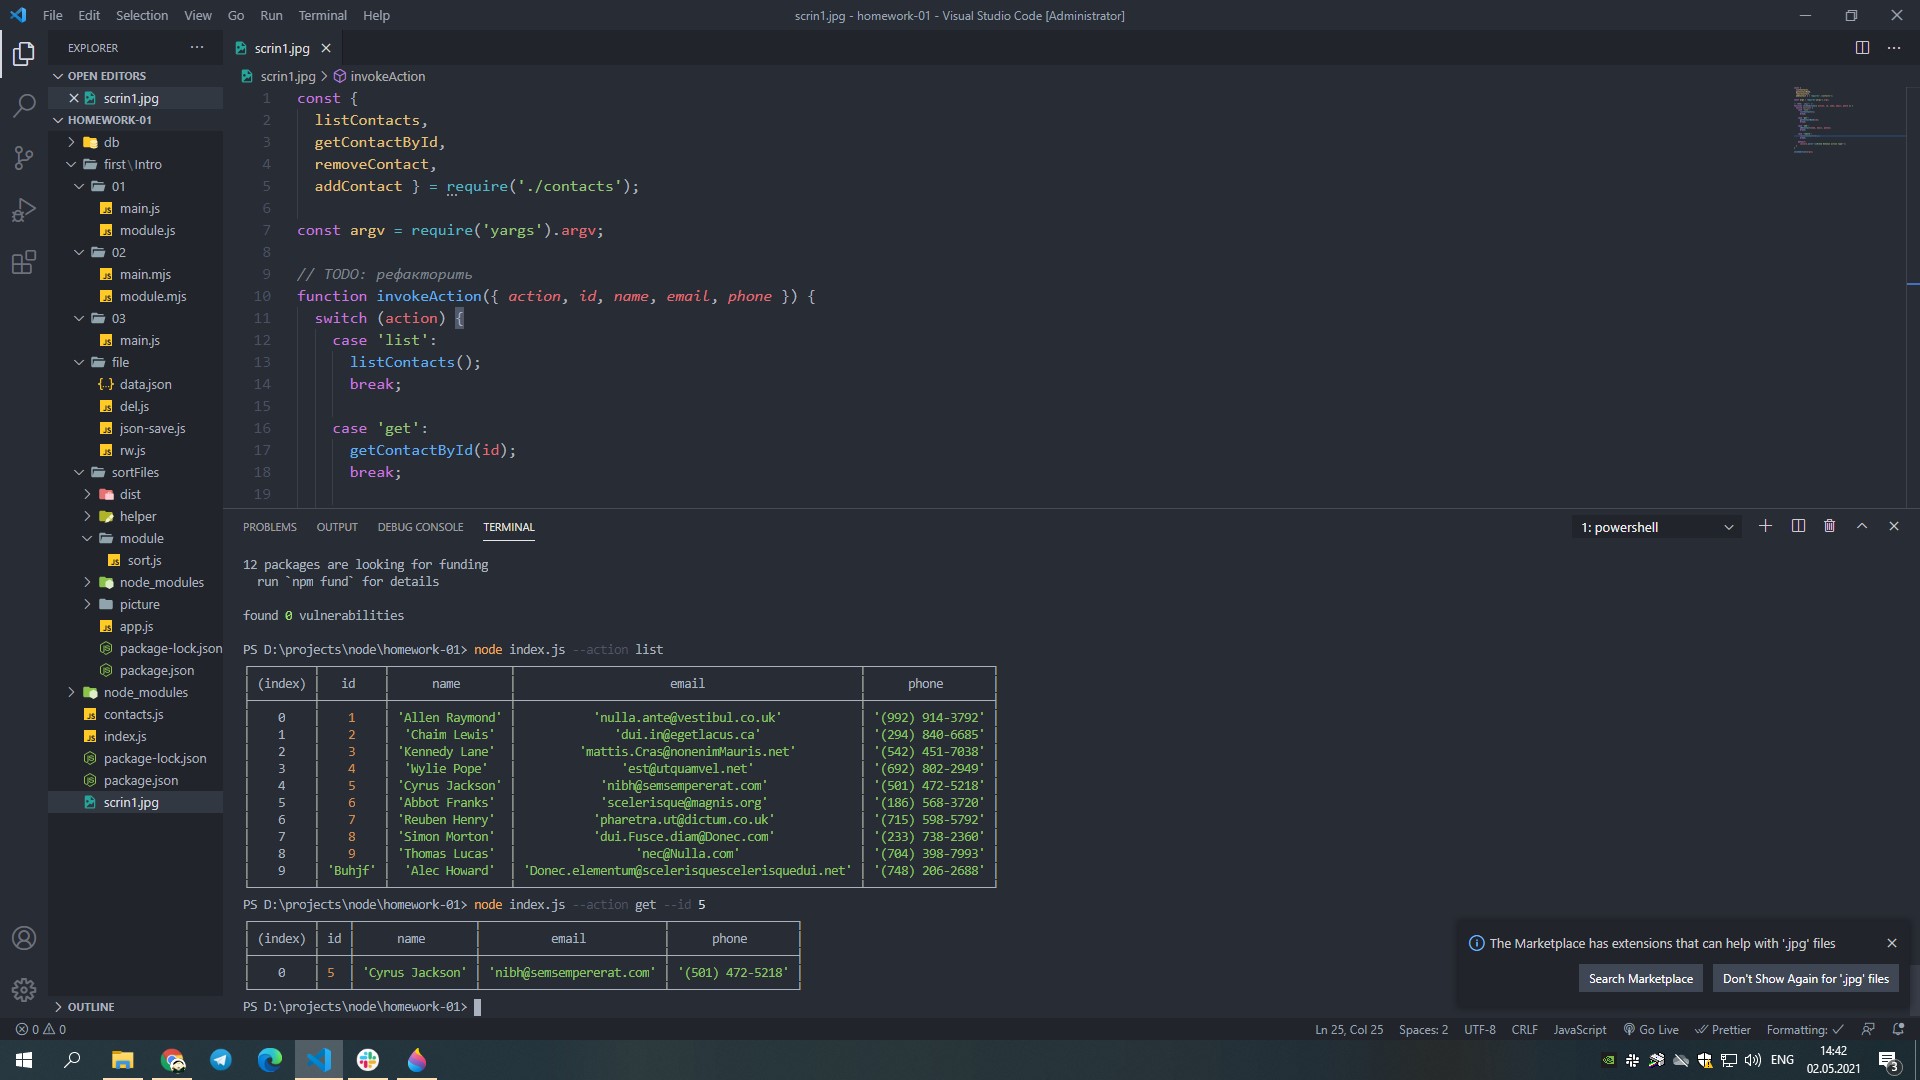 File Edit Selection View Go Run Terminal Help
scrin1.jpg - homework-01 - Visual Studio Code [Administrator]
EXPLORER
OPEN EDITORS
scrin1.jpg
HOMEWORK-01
db
first\Intro
01
main.js
module.js
02
main.mjs
module.mjs
03
main.js
file
data.json
del.js
json-save.js
rw.js
sortFiles
dist
helper
module
sort.js
node_modules
picture
app.js
package-lock.json
package.json
node_modules
contacts.js
index.js
package-lock.json
package.json
scrin1.jpg
OUTLINE
scrin1.jpg
scrin1.jpg > invokeAction
1 const {
2 listContacts,
3 getContactById,
4 removeContact,
5 addContact } = require('./contacts');
6
7 const argv = require('yargs').argv;
8
9 // TODO: рефакторить
10 function invokeAction({ action, id, name, email, phone }) {
11 switch (action) {
12 case 'list':
13 listContacts();
14 break;
15
16 case 'get':
17 getContactById(id);
18 break;
19
PROBLEMS OUTPUT DEBUG CONSOLE TERMINAL
1: powershell
12 packages are looking for funding
run `npm fund` for details
found 0 vulnerabilities
PS D:\projects\node\homework-01> node index.js --action list
(index) id name email phone
0 1 'Allen Raymond' 'nulla.ante@vestibul.co.uk' '(992) 914-3792'
1 2 'Chaim Lewis' 'dui.in@egetlacus.ca' '(294) 840-6685'
2 3 'Kennedy Lane' 'mattis.Cras@nonenimMauris.net' '(542) 451-7038'
3 4 'Wylie Pope' 'est@utquamvel.net' '(692) 802-2949'
4 5 'Cyrus Jackson' 'nibh@semsempererat.com' '(501) 472-5218'
5 6 'Abbot Franks' 'scelerisque@magnis.org' '(186) 568-3720'
6 7 'Reuben Henry' 'pharetra.ut@dictum.co.uk' '(715) 598-5792'
7 8 'Simon Morton' 'dui.Fusce.diam@Donec.com' '(233) 738-2360'
8 9 'Thomas Lucas' 'nec@Nulla.com' '(704) 398-7993'
9 'Buhjf' 'Alec Howard' 'Donec.elementum@scelerisquescelerisquedui.net' '(748) 206-2688'
PS D:\projects\node\homework-01> node index.js --action get --id 5
(index) id name email phone
0 5 'Cyrus Jackson' 'nibh@semsempererat.com' '(501) 472-5218'
PS D:\projects\node\homework-01>
The Marketplace has extensions that can help with '.jpg' files
Search Marketplace
Don't Show Again for '.jpg' files
0 0
Ln 25, Col 25 Spaces: 2 UTF-8 CRLF JavaScript Go Live Prettier Formatting:
ENG
14:42
02.05.2021
3